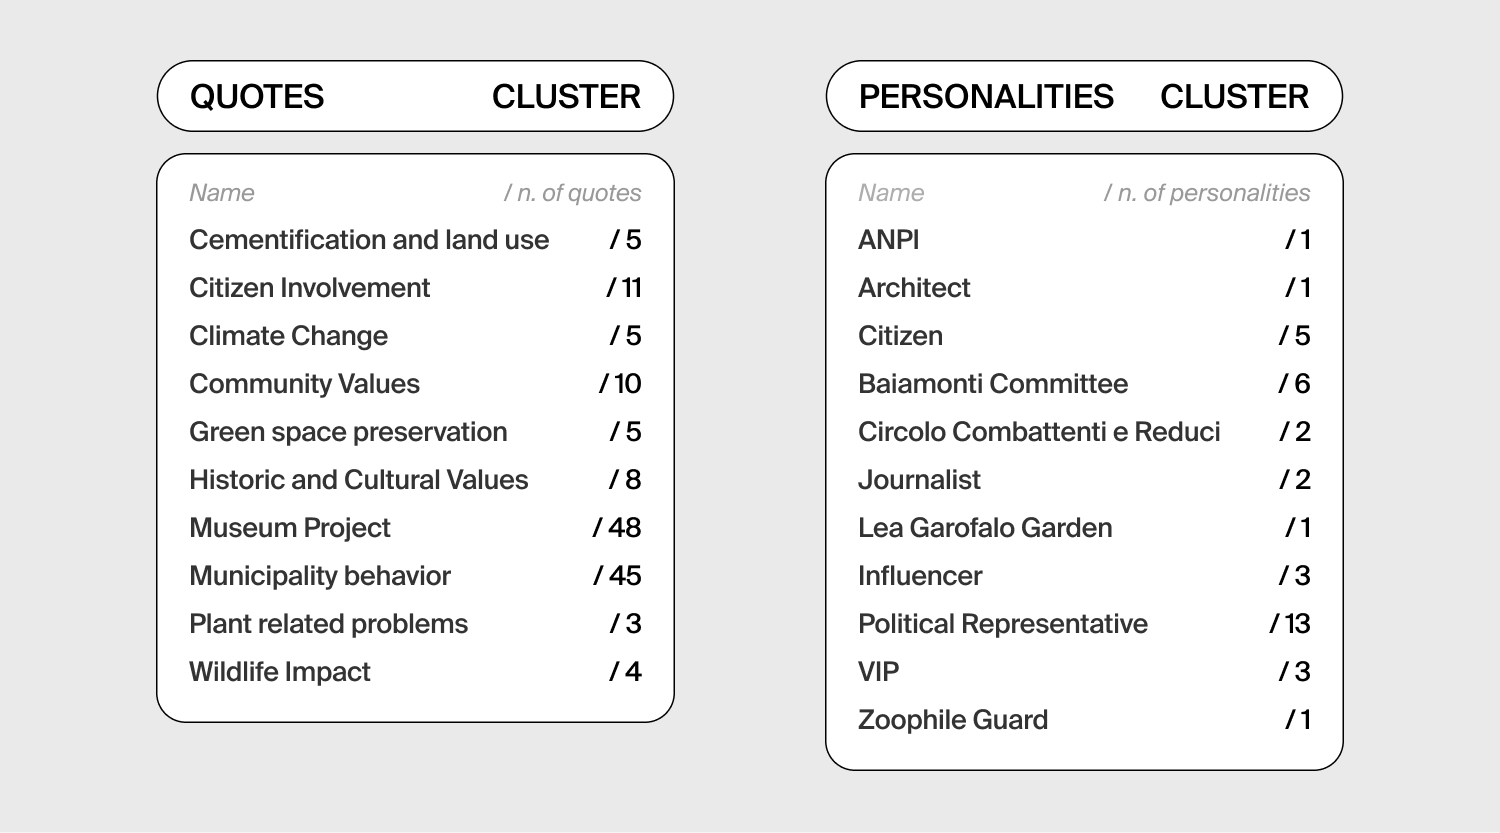 QUOTES CLUSTER
Name / n. of quotes
Cementification and land use / 5
Citizen Involvement / 11
Climate Change / 5
Community Values / 10
Green space preservation / 5
Historic and Cultural Values / 8
Museum Project / 48
Municipality behavior / 45
Plant related problems / 3
Wildlife Impact / 4
PERSONALITIES CLUSTER
Name / n. of personalities
ANPI / 1
Architect / 1
Citizen / 5
Baiamonti Committee / 6
Circolo Combattenti e Reduci / 2
Journalist / 2
Lea Garofalo Garden / 1
Influencer / 3
Political Representative / 13
VIP / 3
Zoophile Guard / 1